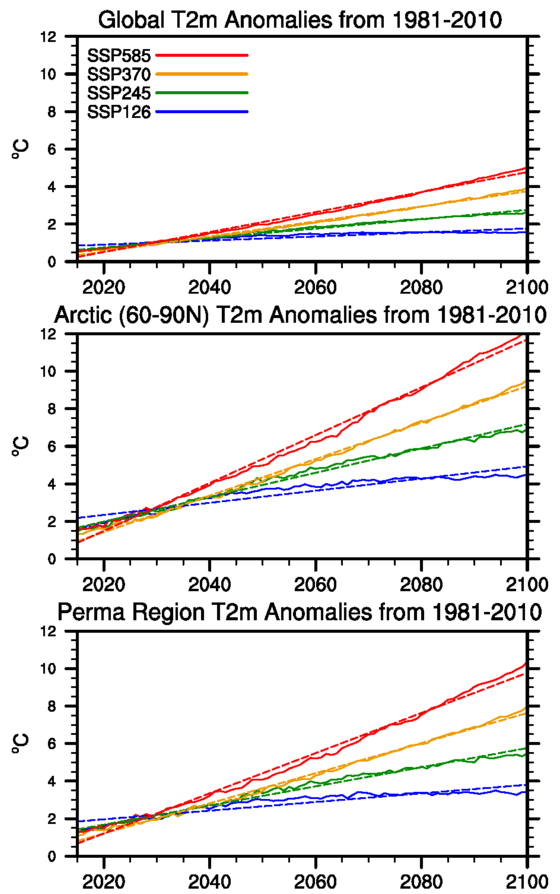 Global T2m Anomalies from 1981-2010
12
SSP585
10
SSP370
8
SSP245
SSP126
6
°C
4
2
0
2020 2040 2060 2080 2100
Arctic (60-90N) T2m Anomalies from 1981-2010
12
10
8
°C
6
4
2
0
2020 2040 2060 2080 2100
Perma Region T2m Anomalies from 1981-2010
12
10
8
°C
6
4
2
0
2020 2040 2060 2080 2100